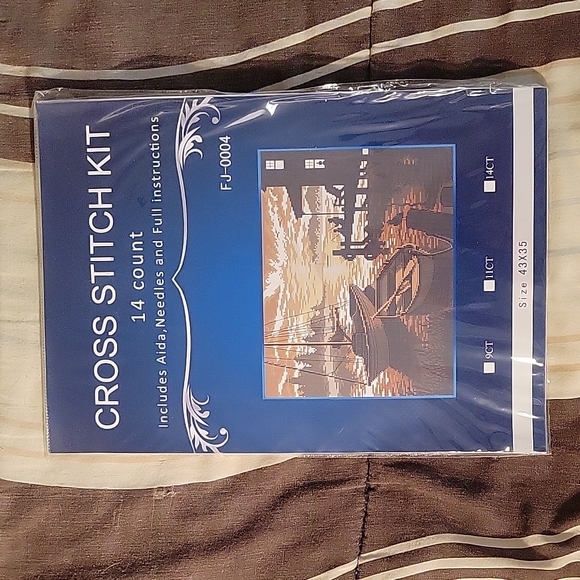 CROSS STITCH KIT
14 count
Includes Aida,Needles and Full instructions
FJ-0004
9CT
11CT
14CT
Size 43X35